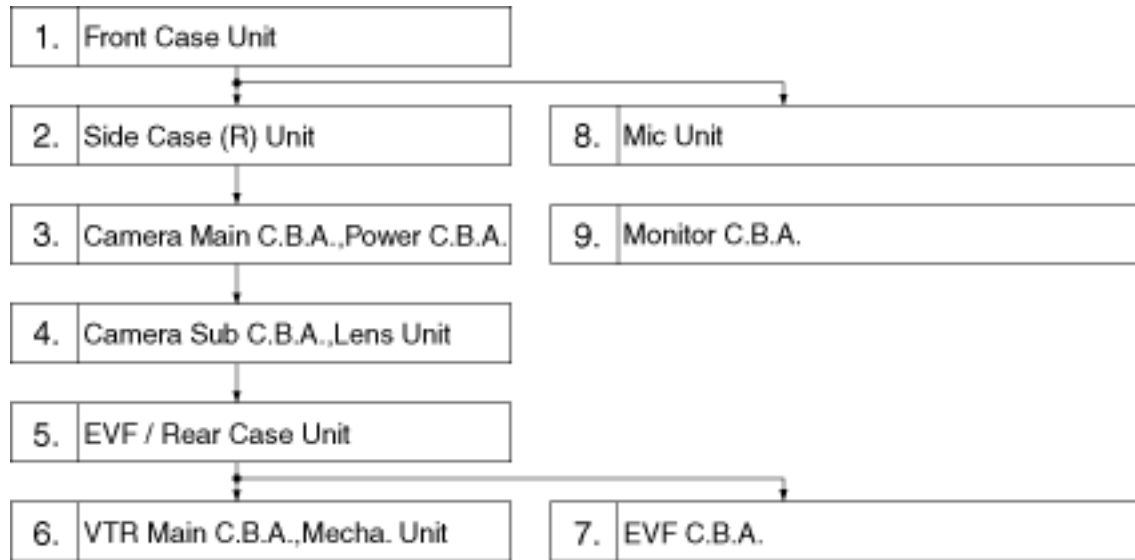 1. Front Case Unit
2. Side Case (R) Unit
8. Mic Unit
3. Camera Main C.B.A.,Power C.B.A.
9. Monitor C.B.A.
4. Camera Sub C.B.A.,Lens Unit
5. EVF / Rear Case Unit
6. VTR Main C.B.A.,Mecha. Unit
7. EVF C.B.A.